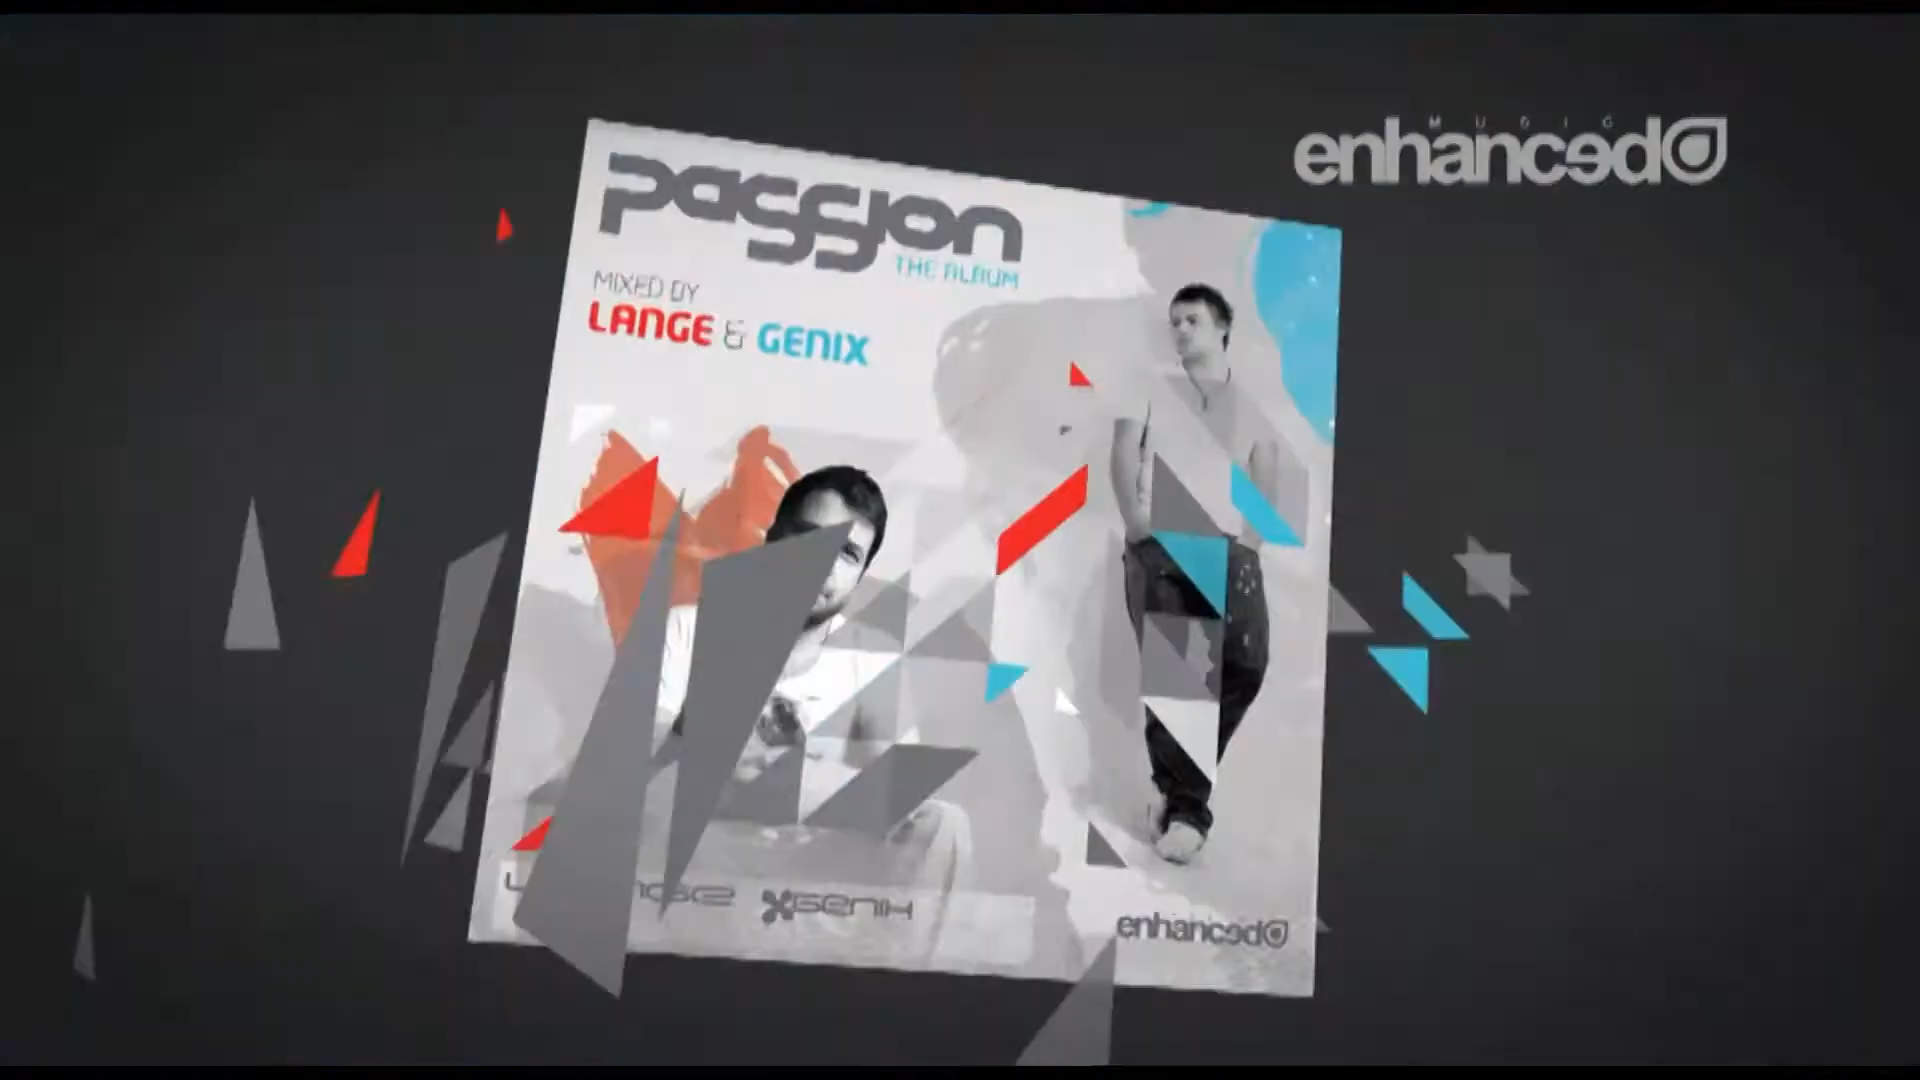 MUSIC
enhanced
passion
THE ALBUM
MIXED BY
LANGE & GENIX
GENIX
enhanced